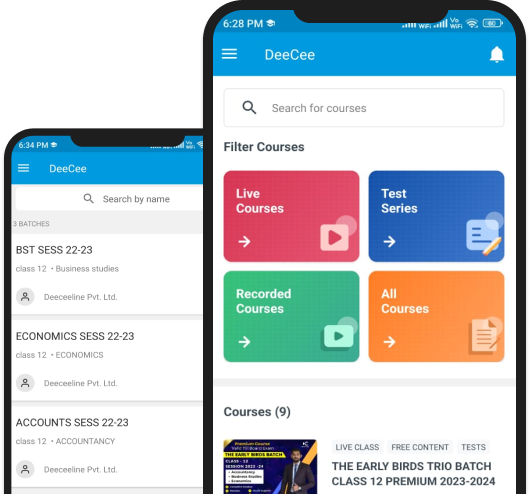 6:34 PM
DeeCee
Search by name
3 BATCHES
BST SESS 22-23
class 12 • Business studies
Deeceeline Pvt. Ltd.
ECONOMICS SESS 22-23
class 12 • ECONOMICS
Deeceeline Pvt. Ltd.
ACCOUNTS SESS 22-23
class 12 • ACCOUNTANCY
Deeceeline Pvt. Ltd.
6:28 PM
DeeCee
Search for courses
Filter Courses
Live
Courses
Test
Series
Recorded
Courses
All
Courses
Courses (9)
Premium Course
THE EARLY BIRDS BATCH
CLASS - 12
SESSION 2023 -24
• Accountancy
• Business Studies
• Economics
LIVE CLASS FREE CONTENT TESTS
THE EARLY BIRDS TRIO BATCH
CLASS 12 PREMIUM 2023-2024